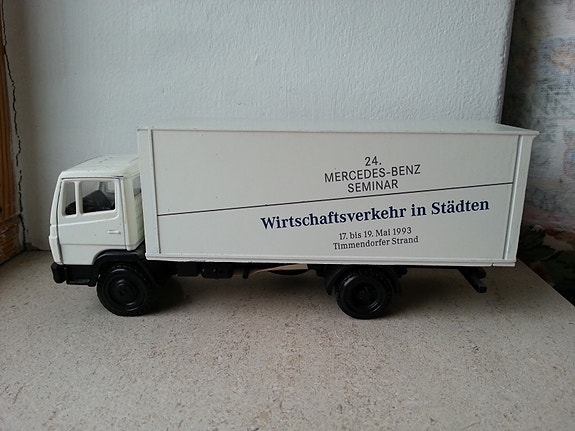 24.
MERCEDES-BENZ
SEMINAR
Wirtschaftsverkehr in Städten
17. bis 19. Mai 1993
Timmendorfer Strand